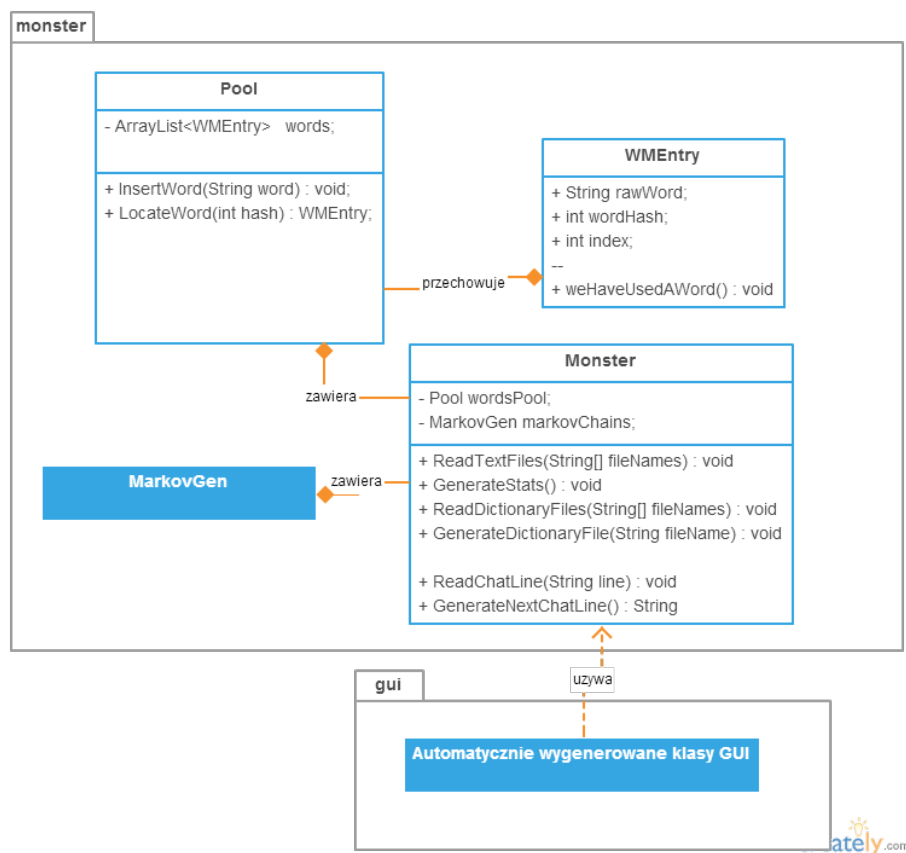 monster
Pool
- ArrayList<WMEntry> words;
+ InsertWord(String word) : void;
+ LocateWord(int hash) : WMEntry;
WMEntry
+ String rawWord;
+ int wordHash;
+ int index;
--
+ weHaveUsedAWord() : void
przechowuje
zawiera
Monster
- Pool wordsPool;
- MarkovGen markovChains;
+ ReadTextFiles(String[] fileNames) : void
+ GenerateStats() : void
+ ReadDictionaryFiles(String[] fileNames) : void
+ GenerateDictionaryFile(String fileName) : void
+ ReadChatLine(String line) : void
+ GenerateNextChatLine() : String
MarkovGen
zawiera
uzywa
gui
Automatycznie wygenerowane klasy GUI